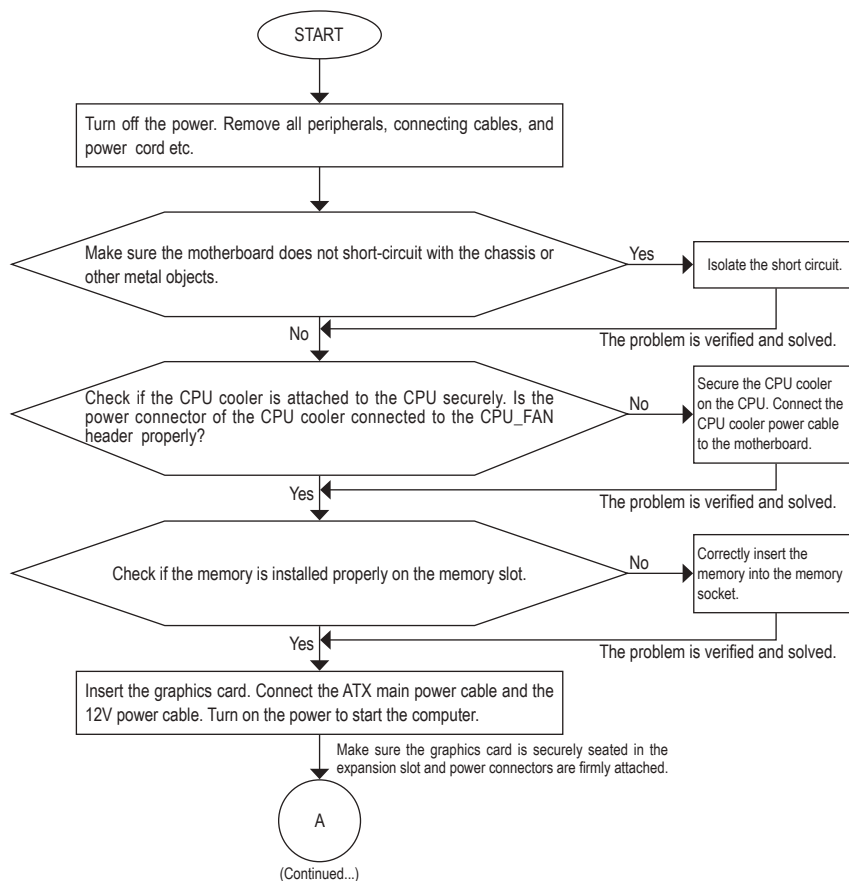 START
Turn off the power. Remove all peripherals, connecting cables, and
power cord etc.
Make sure the motherboard does not short-circuit with the chassis or
other metal objects.
Yes
Isolate the short circuit.
No
The problem is verified and solved.
Check if the CPU cooler is attached to the CPU securely. Is the
power connector of the CPU cooler connected to the CPU_FAN
header properly?
No
Secure the CPU cooler
on the CPU. Connect the
CPU cooler power cable
to the motherboard.
Yes
The problem is verified and solved.
Check if the memory is installed properly on the memory slot.
No
Correctly insert the
memory into the memory
socket.
Yes
The problem is verified and solved.
Insert the graphics card. Connect the ATX main power cable and the
12V power cable. Turn on the power to start the computer.
Make sure the graphics card is securely seated in the
expansion slot and power connectors are firmly attached.
A
(Continued...)